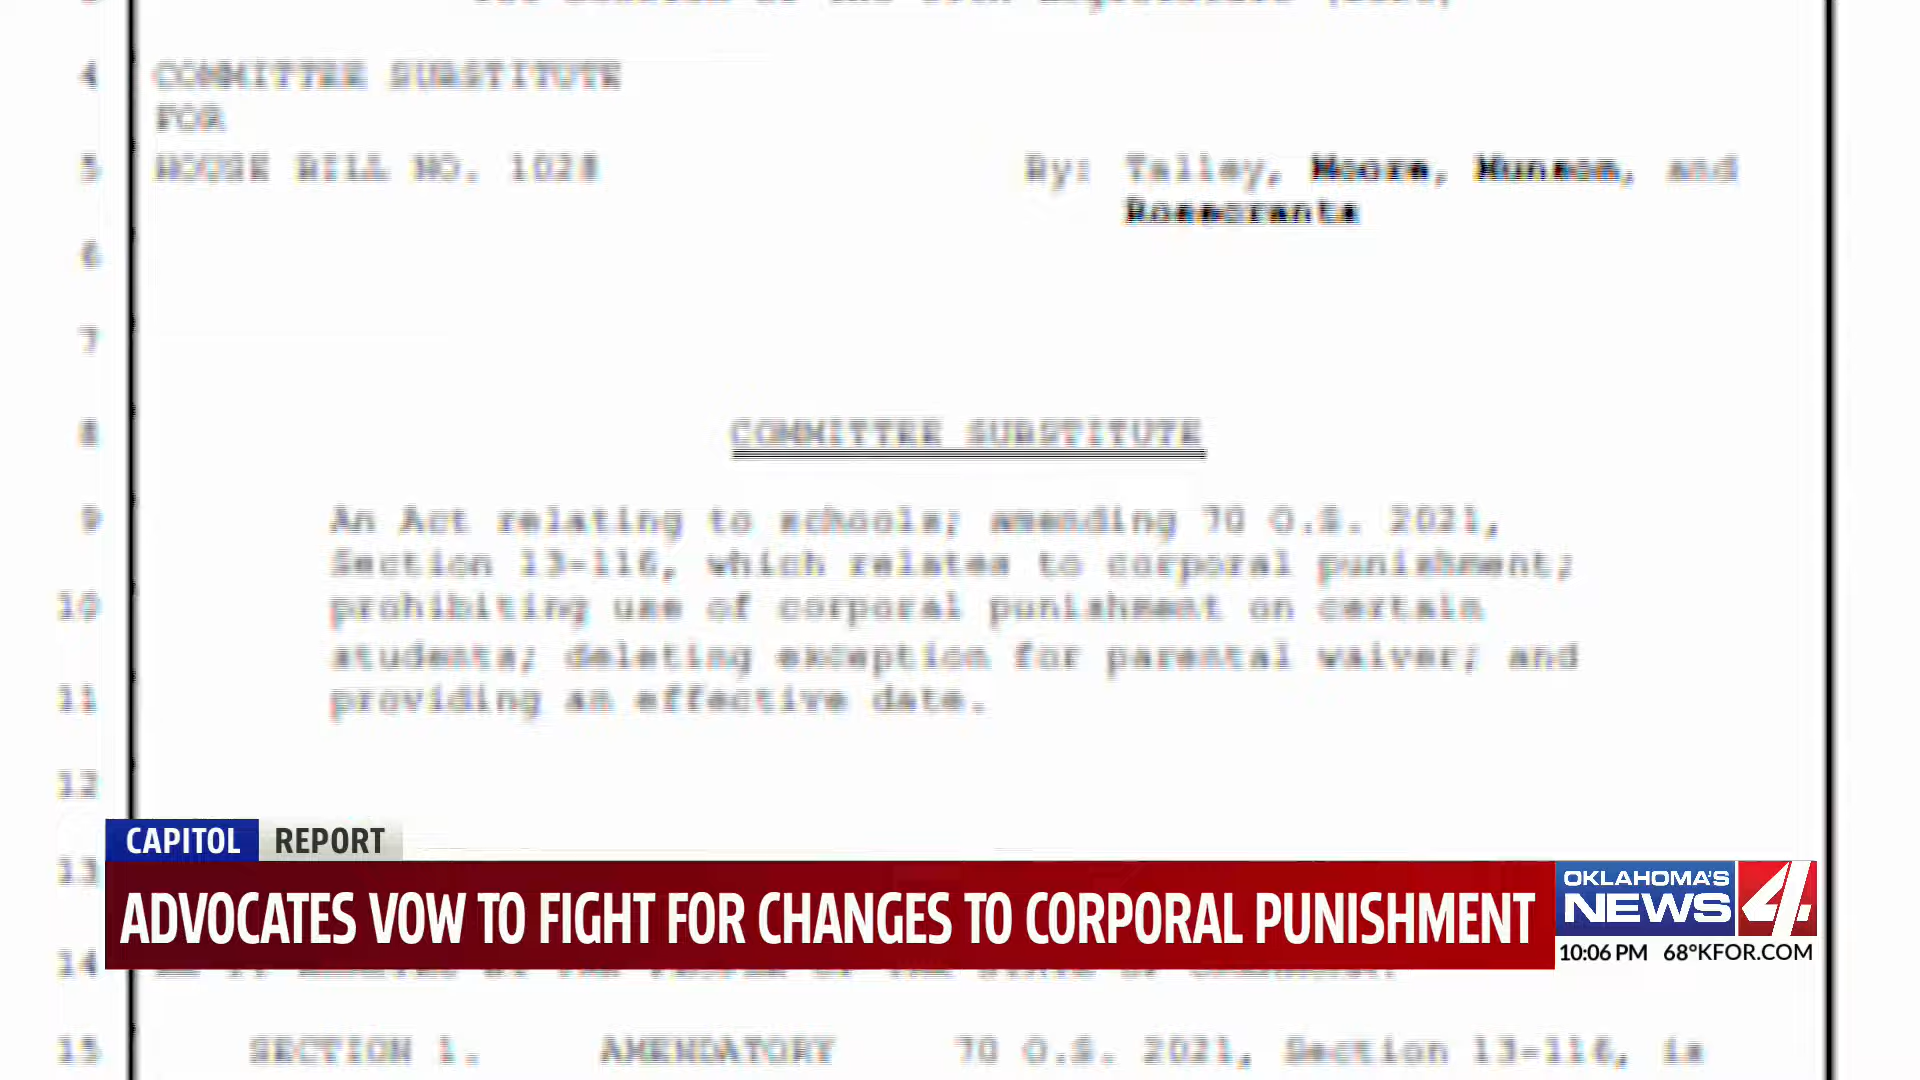 4 COMMITTEE SUBSTITUTE
FOR
5 HOUSE BILL NO. 1028 By: Talley, Moore, Munson, and
Rosecrants
6
7
8 COMMITTEE SUBSTITUTE
9 An Act relating to schools; amending 70 O.S. 2021,
Section 13-116, which relates to corporal punishment;
10 prohibiting use of corporal punishment on certain
students; deleting exception for parental waiver; and
11 providing an effective date.
12
CAPITOL REPORT
13
ADVOCATES VOW TO FIGHT FOR CHANGES TO CORPORAL PUNISHMENT
OKLAHOMA'S
NEWS 4
10:06 PM 68° KFOR.COM
14
15 SECTION 1. AMENDATORY 70 O.S. 2021, Section 13-116, is